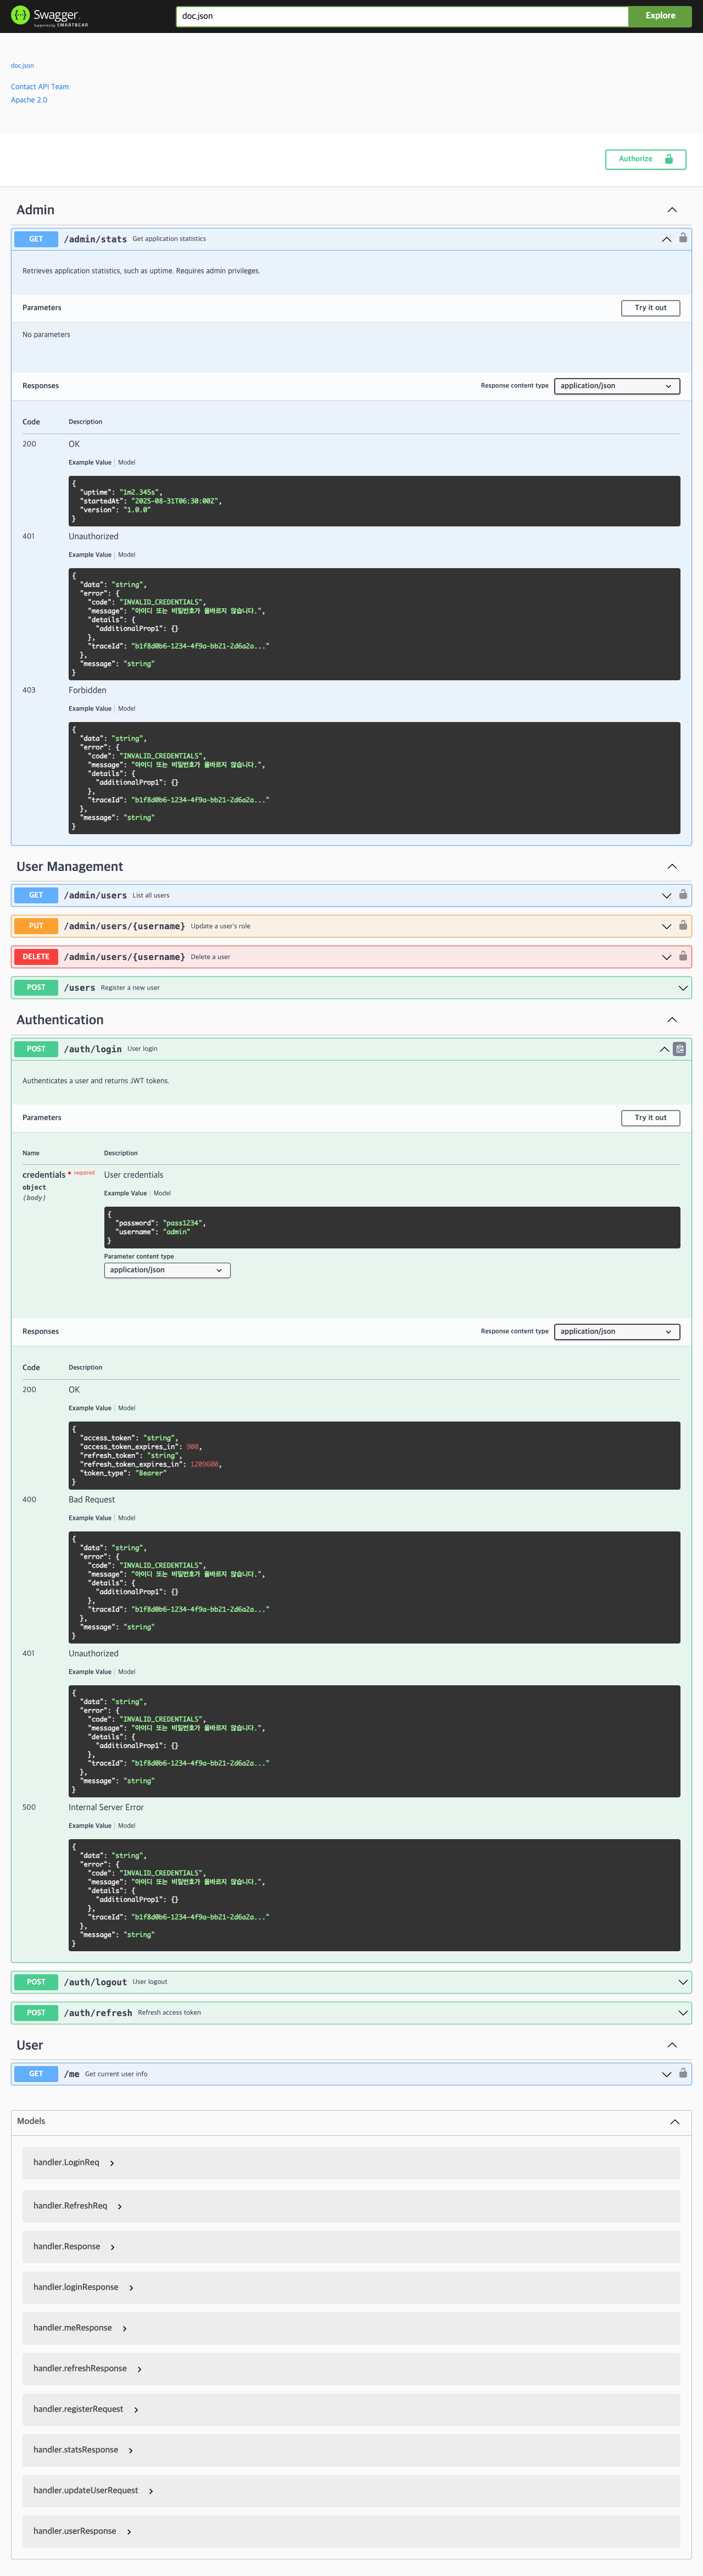 Swagger.
Supported by SMARTBEAR
doc.json
Explore
doc.json
Contact API Team
Apache 2.0
Authorize
Admin
GET /admin/stats Get application statistics
Retrieves application statistics, such as uptime. Requires admin privileges.
Parameters
Try it out
No parameters
Responses
Response content type application/json
Code Description
200 OK
Example Value | Model
{
  "uptime": "1m2.345s",
  "startedAt": "2025-08-31T06:30:00Z",
  "version": "1.0.0"
}
401 Unauthorized
Example Value | Model
{
  "data": "string",
  "error": {
    "code": "INVALID_CREDENTIALS",
    "message": "아이디 또는 비밀번호가 올바르지 않습니다.",
    "details": {
      "additionalProp1": {}
    },
    "traceId": "b1f8d0b6-1234-4f9a-bb21-2d6a2a..."
  },
  "message": "string"
}
403 Forbidden
Example Value | Model
{
  "data": "string",
  "error": {
    "code": "INVALID_CREDENTIALS",
    "message": "아이디 또는 비밀번호가 올바르지 않습니다.",
    "details": {
      "additionalProp1": {}
    },
    "traceId": "b1f8d0b6-1234-4f9a-bb21-2d6a2a..."
  },
  "message": "string"
}
User Management
GET /admin/users List all users
PUT /admin/users/{username} Update a user's role
DELETE /admin/users/{username} Delete a user
POST /users Register a new user
Authentication
POST /auth/login User login
Authenticates a user and returns JWT tokens.
Parameters
Try it out
Name Description
credentials * required
object
(body)
User credentials
Example Value | Model
{
  "password": "pass1234",
  "username": "admin"
}
Parameter content type
application/json
Responses
Response content type application/json
Code Description
200 OK
Example Value | Model
{
  "access_token": "string",
  "access_token_expires_in": 900,
  "refresh_token": "string",
  "refresh_token_expires_in": 1209600,
  "token_type": "Bearer"
}
400 Bad Request
Example Value | Model
{
  "data": "string",
  "error": {
    "code": "INVALID_CREDENTIALS",
    "message": "아이디 또는 비밀번호가 올바르지 않습니다.",
    "details": {
      "additionalProp1": {}
    },
    "traceId": "b1f8d0b6-1234-4f9a-bb21-2d6a2a..."
  },
  "message": "string"
}
401 Unauthorized
Example Value | Model
{
  "data": "string",
  "error": {
    "code": "INVALID_CREDENTIALS",
    "message": "아이디 또는 비밀번호가 올바르지 않습니다.",
    "details": {
      "additionalProp1": {}
    },
    "traceId": "b1f8d0b6-1234-4f9a-bb21-2d6a2a..."
  },
  "message": "string"
}
500 Internal Server Error
Example Value | Model
{
  "data": "string",
  "error": {
    "code": "INVALID_CREDENTIALS",
    "message": "아이디 또는 비밀번호가 올바르지 않습니다.",
    "details": {
      "additionalProp1": {}
    },
    "traceId": "b1f8d0b6-1234-4f9a-bb21-2d6a2a..."
  },
  "message": "string"
}
POST /auth/logout User logout
POST /auth/refresh Refresh access token
User
GET /me Get current user info
Models
handler.LoginReq
handler.RefreshReq
handler.Response
handler.loginResponse
handler.meResponse
handler.refreshResponse
handler.registerRequest
handler.statsResponse
handler.updateUserRequest
handler.userResponse